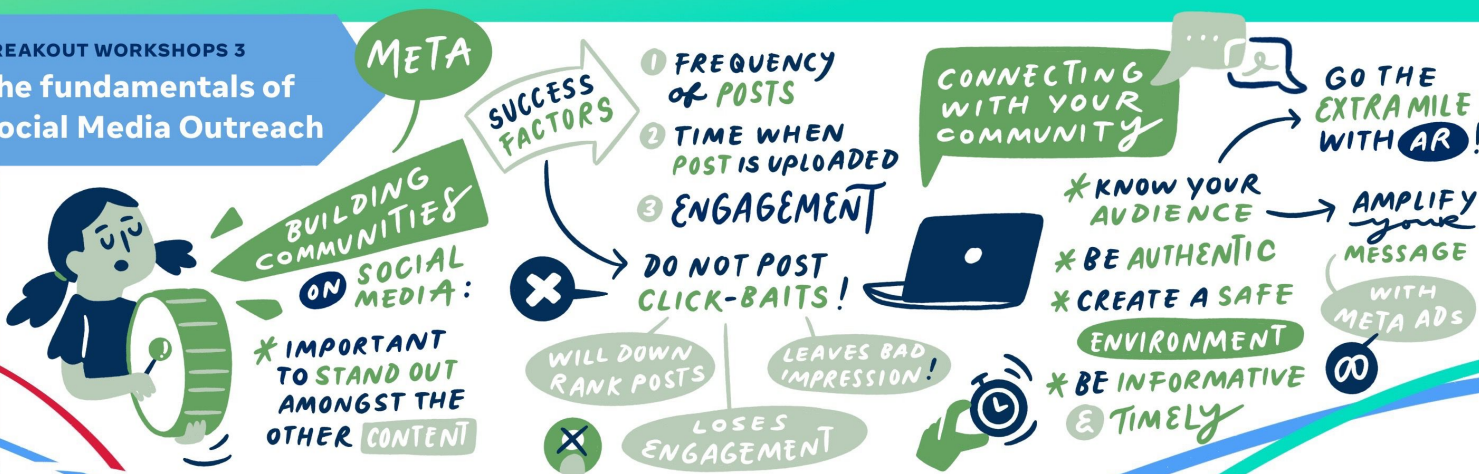 REAKOUT WORKSHOPS 3
he fundamentals of
ocial Media Outreach
META
BUILDING
COMMUNITIES
ON SOCIAL
MEDIA:
* IMPORTANT
TO STAND OUT
AMONGST THE
OTHER CONTENT
SUCCESS
FACTORS
1 FREQUENCY
of POSTS
2 TIME WHEN
POST IS UPLOADED
3 ENGAGEMENT
DO NOT POST
CLICK-BAITS!
WILL DOWN
RANK POSTS
LOSES
ENGAGEMENT
LEAVES BAD
IMPRESSION!
CONNECTING
WITH YOUR
COMMUNITY
* KNOW YOUR
AUDIENCE
* BE AUTHENTIC
* CREATE A SAFE
ENVIRONMENT
* BE INFORMATIVE
& TIMELY
GO THE
EXTRA MILE
WITH AR!
AMPLIFY
your
MESSAGE
WITH
META ADS